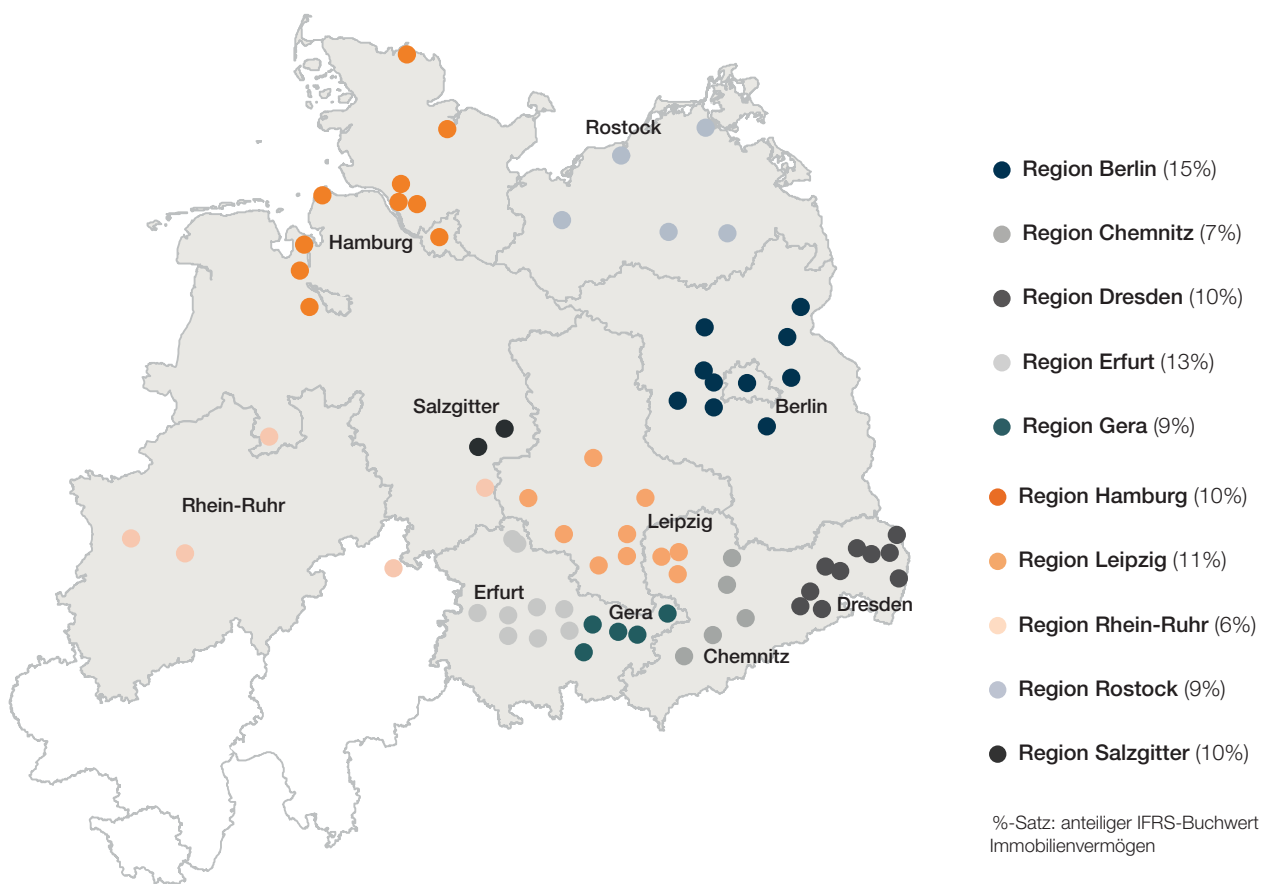 Rostock
Hamburg
Salzgitter
Berlin
Rhein-Ruhr
Leipzig
Erfurt
Gera
Dresden
Chemnitz
Region Berlin (15%)
Region Chemnitz (7%)
Region Dresden (10%)
Region Erfurt (13%)
Region Gera (9%)
Region Hamburg (10%)
Region Leipzig (11%)
Region Rhein-Ruhr (6%)
Region Rostock (9%)
Region Salzgitter (10%)
%-Satz: anteiliger IFRS-Buchwert
Immobilienvermögen